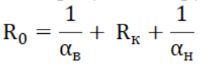 R₀ = 1/αв + Rк + 1/αн